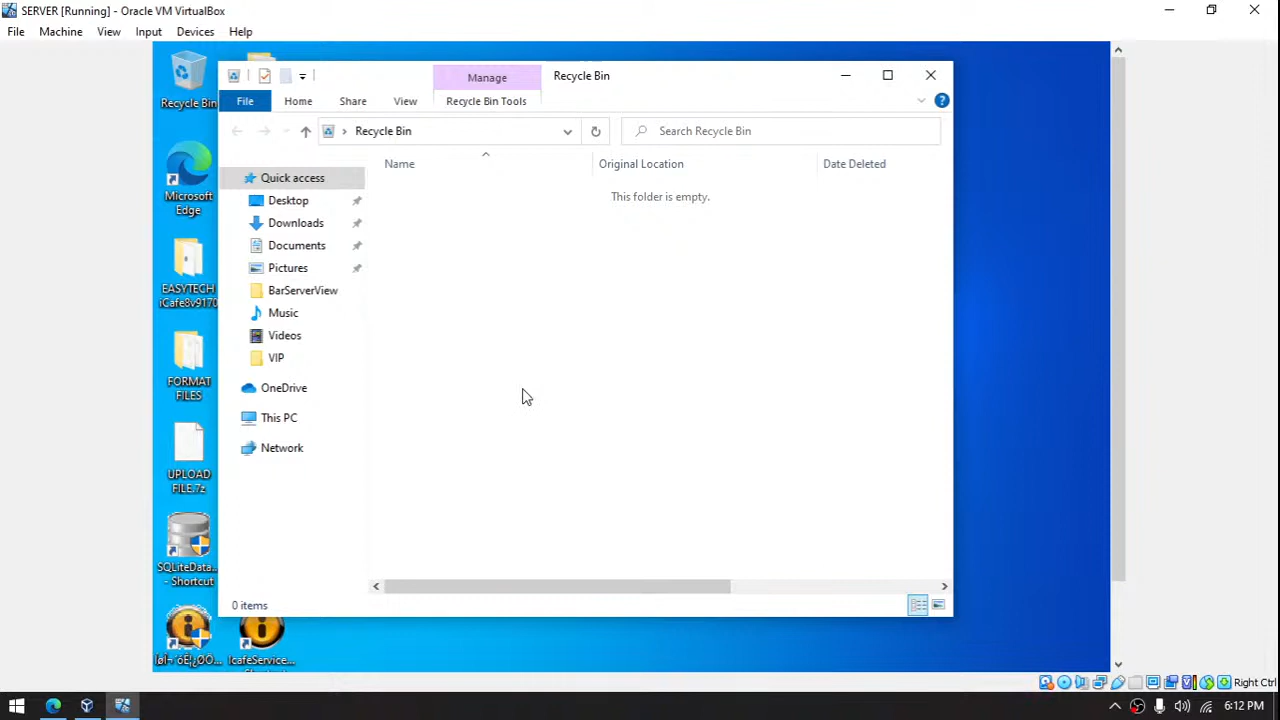 SERVER [Running] - Oracle VM VirtualBox
File Machine View Input Devices Help
Recycle Bin
Manage Recycle Bin
File Home Share View Recycle Bin Tools
Recycle Bin
Search Recycle Bin
Name Original Location Date Deleted
This folder is empty.
Quick access
Desktop
Downloads
Documents
Pictures
BarServerView
Music
Videos
VIP
OneDrive
This PC
Network
0 items
Microsoft
Edge
EASYTECH
iCafe8v9170
FORMAT
FILES
UPLOAD
FILE.7z
SQLiteData...
- Shortcut
IcafeService...
Right Ctrl
6:12 PM